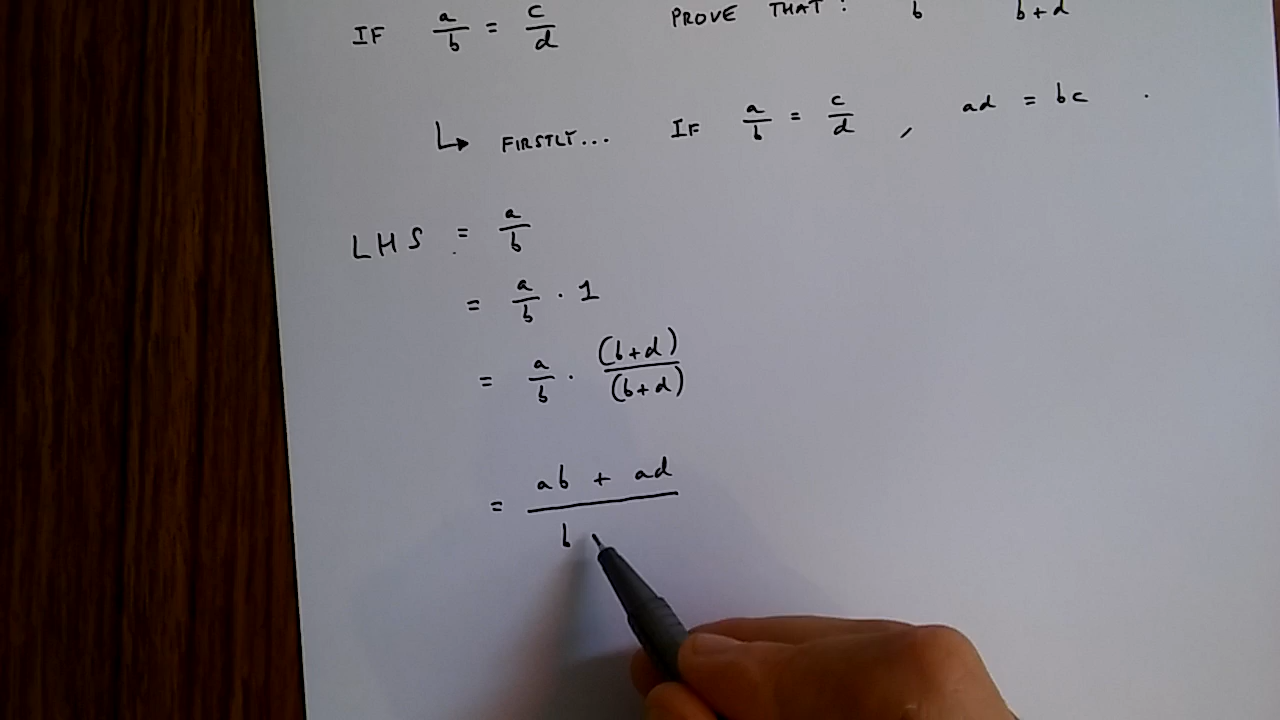 IF a/b = c/d PROVE THAT: b b+d
↳ FIRSTLY... IF a/b = c/d , ad = bc .
LHS = a/b
= a/b · 1
= a/b · (b+d)/(b+d)
= ab + ad
b